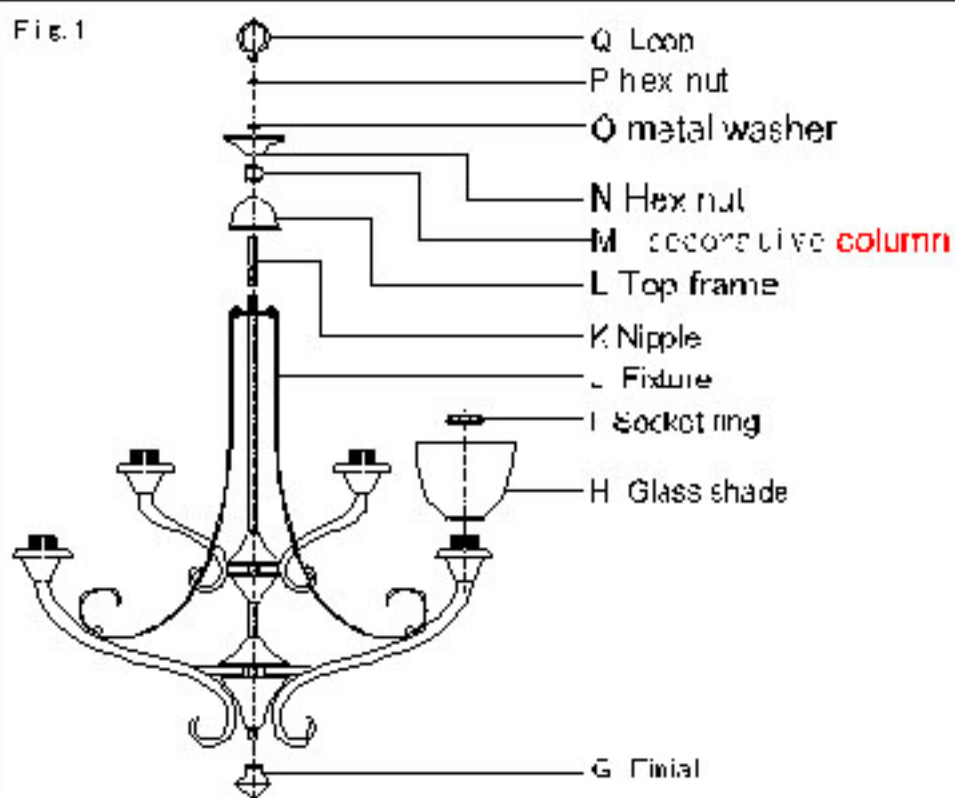 Fig.1
Q Loop
P hex nut
O metal washer
N Hex nut
M decorative column
L Top frame
K Nipple
J Fixture
I Socket ring
H Glass shade
G Finial